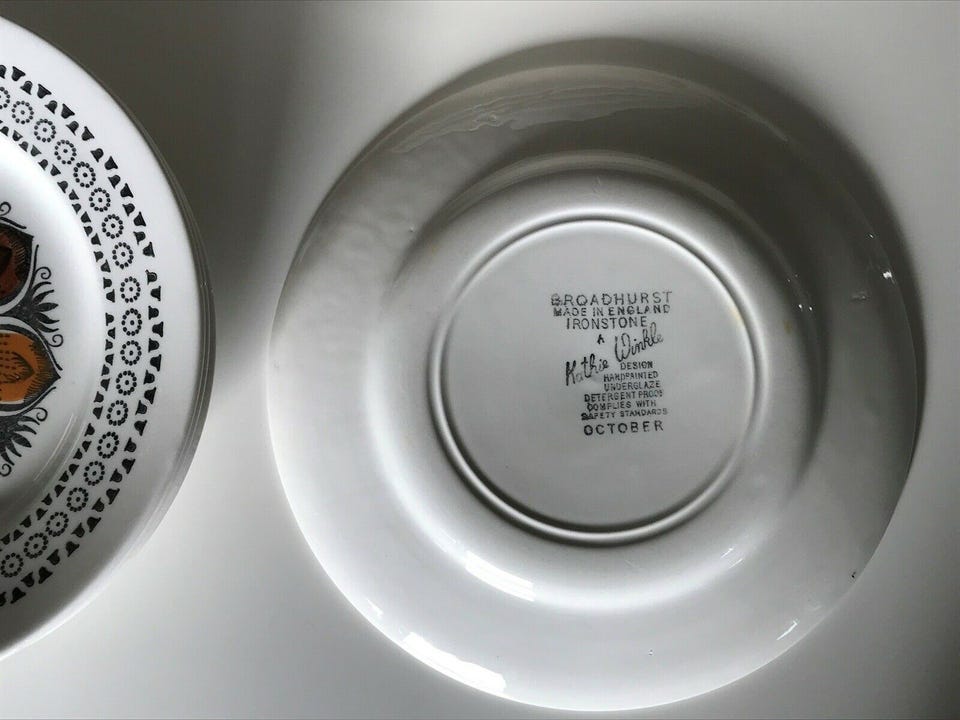 BROADHURST
MADE IN ENGLAND
IRONSTONE
A
Kathie Winkle
DESIGN
HANDPAINTED
UNDERGLAZE
DETERGENT PROOF
COMPLIES WITH
SAFETY STANDARDS
OCTOBER